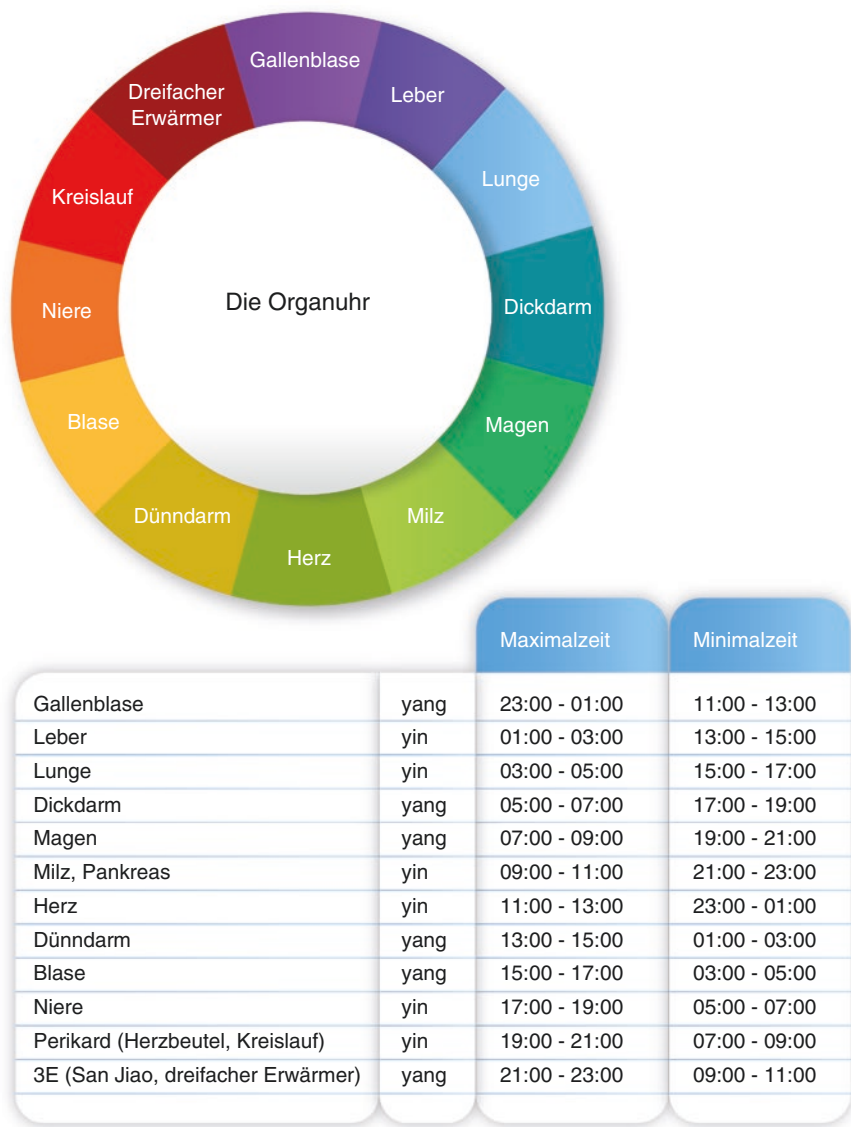 Gallenblase
Leber
Lunge
Dickdarm
Magen
Milz
Herz
Dünndarm
Blase
Niere
Kreislauf
Dreifacher
Erwärmer
Die Organuhr
Maximalzeit Minimalzeit
Gallenblase yang 23:00 - 01:00 11:00 - 13:00
Leber yin 01:00 - 03:00 13:00 - 15:00
Lunge yin 03:00 - 05:00 15:00 - 17:00
Dickdarm yang 05:00 - 07:00 17:00 - 19:00
Magen yang 07:00 - 09:00 19:00 - 21:00
Milz, Pankreas yin 09:00 - 11:00 21:00 - 23:00
Herz yin 11:00 - 13:00 23:00 - 01:00
Dünndarm yang 13:00 - 15:00 01:00 - 03:00
Blase yang 15:00 - 17:00 03:00 - 05:00
Niere yin 17:00 - 19:00 05:00 - 07:00
Perikard (Herzbeutel, Kreislauf) yin 19:00 - 21:00 07:00 - 09:00
3E (San Jiao, dreifacher Erwärmer) yang 21:00 - 23:00 09:00 - 11:00